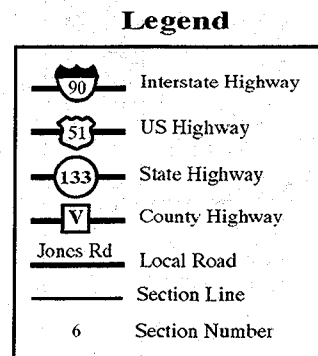 Legend
90 Interstate Highway
51 US Highway
133 State Highway
V County Highway
Jones Rd Local Road
Section Line
6 Section Number